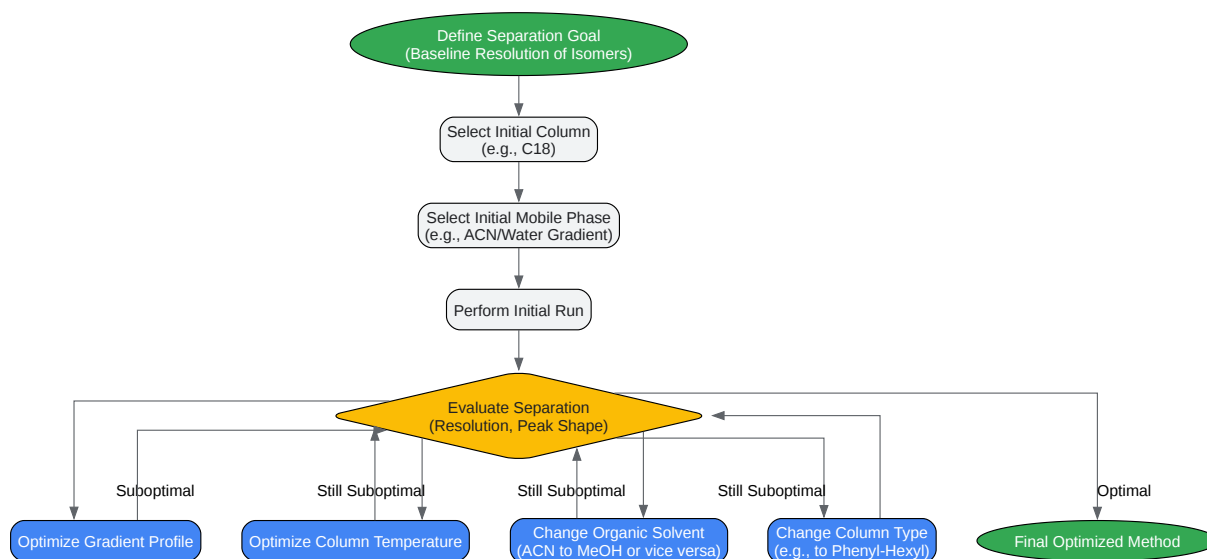 Define Separation Goal
(Baseline Resolution of Isomers)
Select Initial Column
(e.g., C18)
Select Initial Mobile Phase
(e.g., ACN/Water Gradient)
Perform Initial Run
Evaluate Separation
(Resolution, Peak Shape)
Suboptimal
Still Suboptimal
Still Suboptimal
Still Suboptimal
Optimal
Optimize Gradient Profile
Optimize Column Temperature
Change Organic Solvent
(ACN to MeOH or vice versa)
Change Column Type
(e.g., to Phenyl-Hexyl)
Final Optimized Method